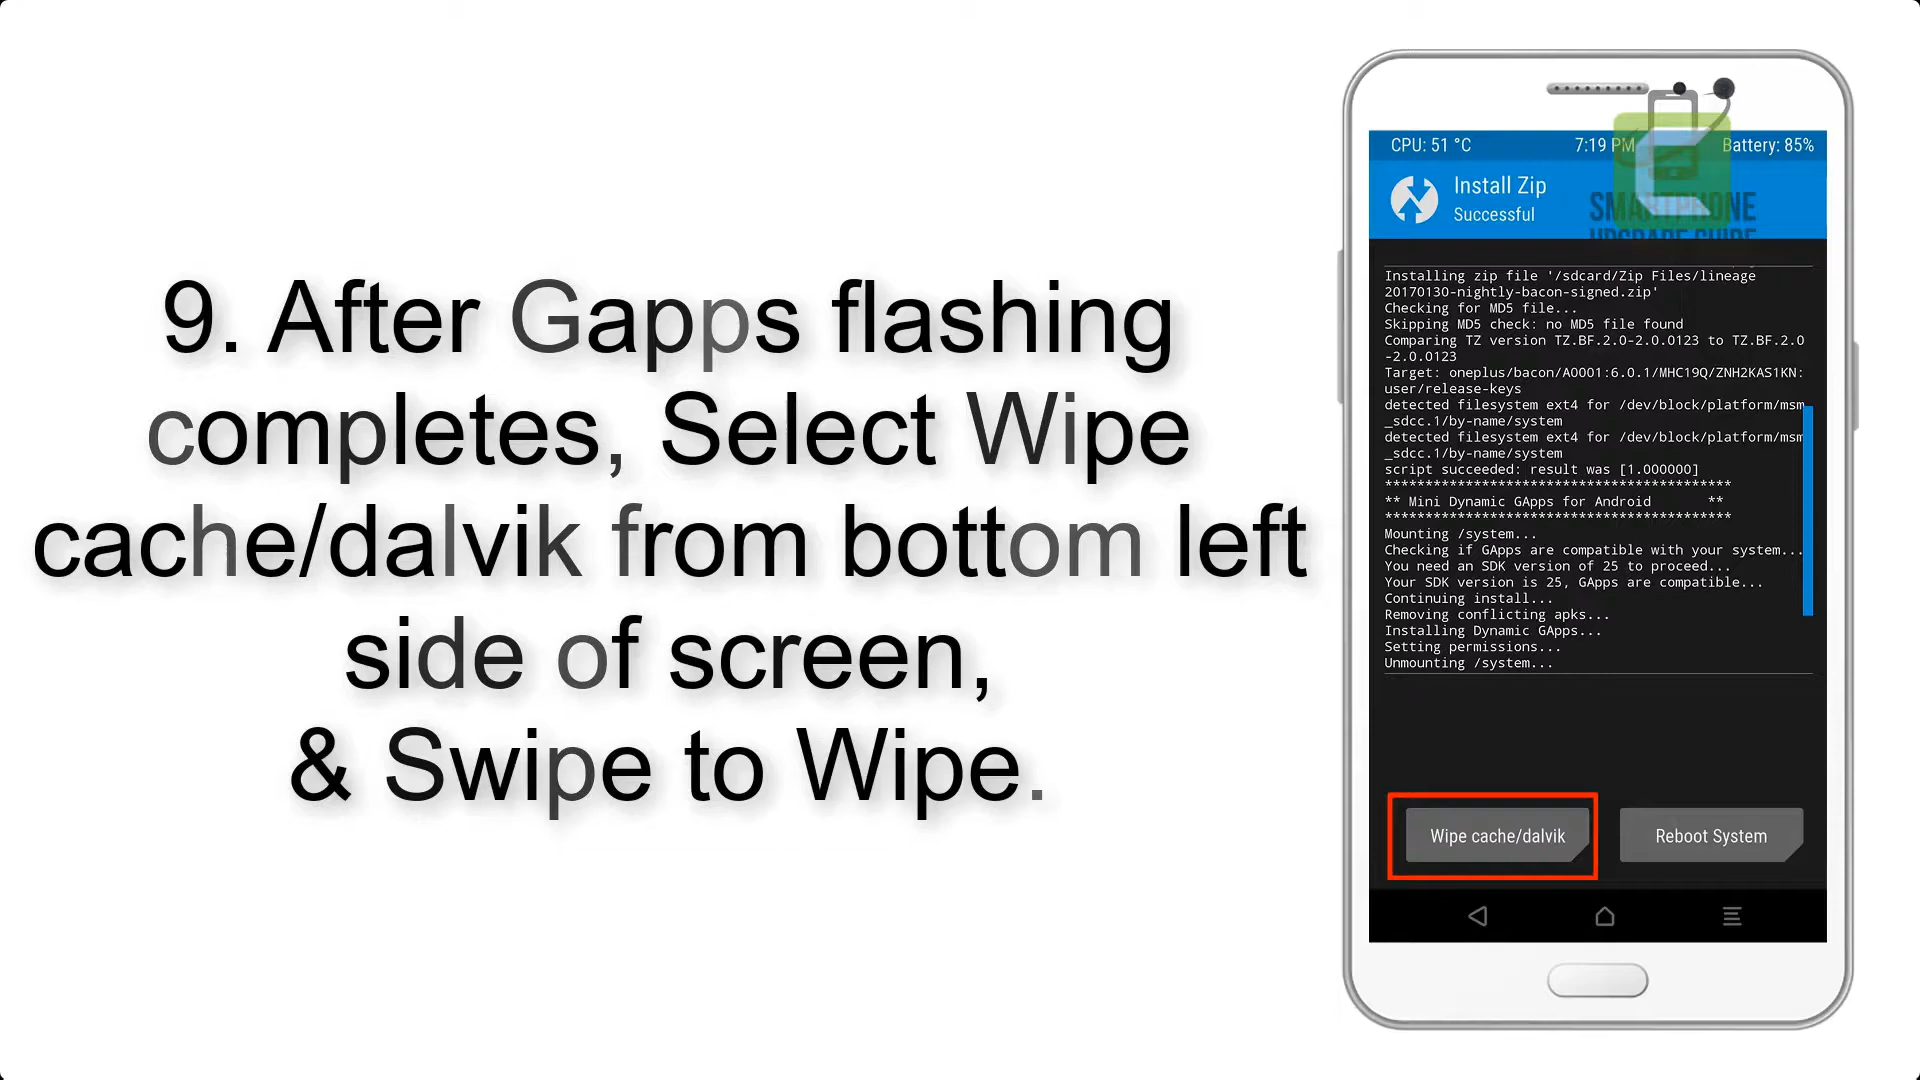 9. After Gapps flashing
completes, Select Wipe
cache/dalvik from bottom left
side of screen,
& Swipe to Wipe.
CPU: 51 °C 7:19 PM Battery: 85%
Install Zip
Successful
SMARTPHONE
UPGRADE GUIDE
Installing zip file '/sdcard/Zip Files/lineage
20170130-nightly-bacon-signed.zip'
Checking for MD5 file...
Skipping MD5 check: no MD5 file found
Comparing TZ version TZ.BF.2.0-2.0.0123 to TZ.BF.2.0
-2.0.0123
Target: oneplus/bacon/A0001:6.0.1/MHC19Q/ZNH2KAS1KN:
user/release-keys
detected filesystem ext4 for /dev/block/platform/msm
_sdcc.1/by-name/system
detected filesystem ext4 for /dev/block/platform/msm
_sdcc.1/by-name/system
script succeeded: result was [1.000000]
*******************************************
** Mini Dynamic GApps for Android **
*******************************************
Mounting /system...
Checking if GApps are compatible with your system...
You need an SDK version of 25 to proceed...
Your SDK version is 25, GApps are compatible...
Continuing install...
Removing conflicting apks...
Installing Dynamic GApps...
Setting permissions...
Unmounting /system...
Wipe cache/dalvik Reboot System